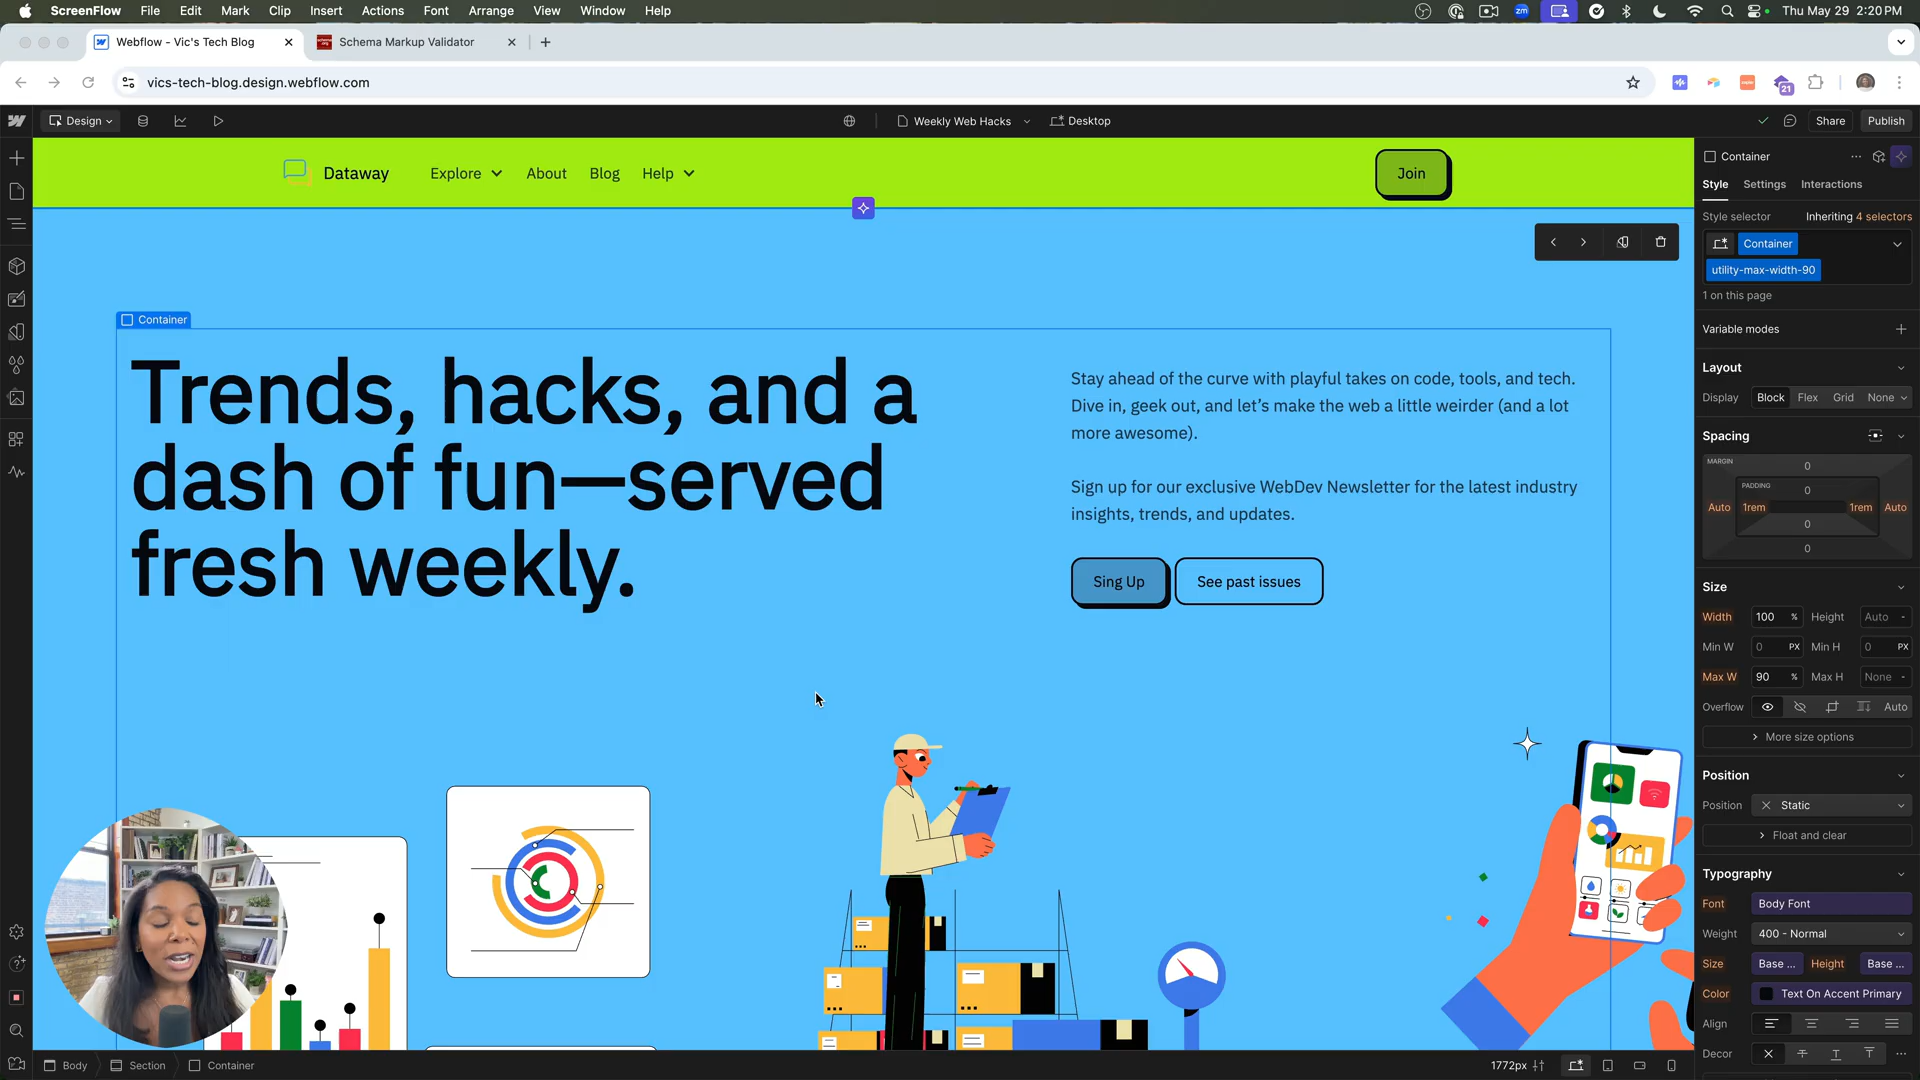 ScreenFlow File Edit Mark Clip Insert Actions Font Arrange View Window Help
zm Thu May 29 2:20 PM
Webflow - Vic's Tech Blog
Schema Markup Validator
vics-tech-blog.design.webflow.com
21
Design
Weekly Web Hacks
Desktop
Share
Publish
Dataway
Explore
About
Blog
Help
Join
Container
Trends, hacks, and a
dash of fun—served
fresh weekly.
Stay ahead of the curve with playful takes on code, tools, and tech.
Dive in, geek out, and let's make the web a little weirder (and a lot
more awesome).
Sign up for our exclusive WebDev Newsletter for the latest industry
insights, trends, and updates.
Sing Up
See past issues
Container
Style Settings Interactions
Style selector Inheriting 4 selectors
Container
utility-max-width-90
1 on this page
Variable modes
Layout
Display Block Flex Grid None
Spacing
MARGIN 0
PADDING 0
Auto 1rem 1rem Auto
0
0
Size
Width 100 % Height Auto -
Min W 0 PX Min H 0 PX
Max W 90 % Max H None -
Overflow Auto
More size options
Position
Position Static
Float and clear
Typography
Font Body Font
Weight 400 - Normal
Size Base ... Height Base ...
Color Text On Accent Primary
Align
Decor
Body Section Container
1772px